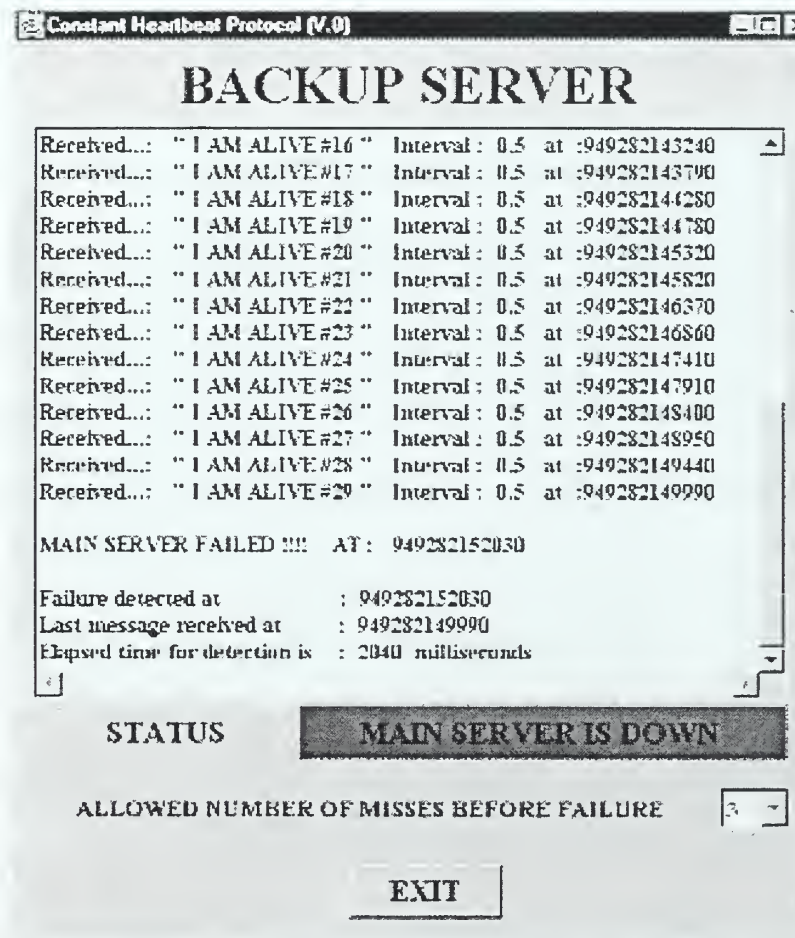 Constant Heartbeat Protocol (V.0)
BACKUP SERVER
Received...: " I AM ALIVE #16 " Interval : 0.5 at :949282143240
Received...: " I AM ALIVE #17 " Interval : 0.5 at :949282143790
Received...: " I AM ALIVE #18 " Interval : 0.5 at :949282144280
Received...: " I AM ALIVE #19 " Interval : 0.5 at :949282144780
Received...: " I AM ALIVE #20 " Interval : 0.5 at :949282145320
Received...: " I AM ALIVE #21 " Interval : 0.5 at :949282145820
Received...: " I AM ALIVE #22 " Interval : 0.5 at :949282146370
Received...: " I AM ALIVE #23 " Interval : 0.5 at :949282146860
Received...: " I AM ALIVE #24 " Interval : 0.5 at :949282147410
Received...: " I AM ALIVE #25 " Interval : 0.5 at :949282147910
Received...: " I AM ALIVE #26 " Interval : 0.5 at :949282148400
Received...: " I AM ALIVE #27 " Interval : 0.5 at :949282148950
Received...: " I AM ALIVE #28 " Interval : 0.5 at :949282149440
Received...: " I AM ALIVE #29 " Interval : 0.5 at :949282149990
MAIN SERVER FAILED !!!! AT : 949282152030
Failure detected at : 949282152030
Last message received at : 949282149990
Elapsed time for detection is : 2040 milliseconds
STATUS MAIN SERVER IS DOWN
ALLOWED NUMBER OF MISSES BEFORE FAILURE 3
EXIT